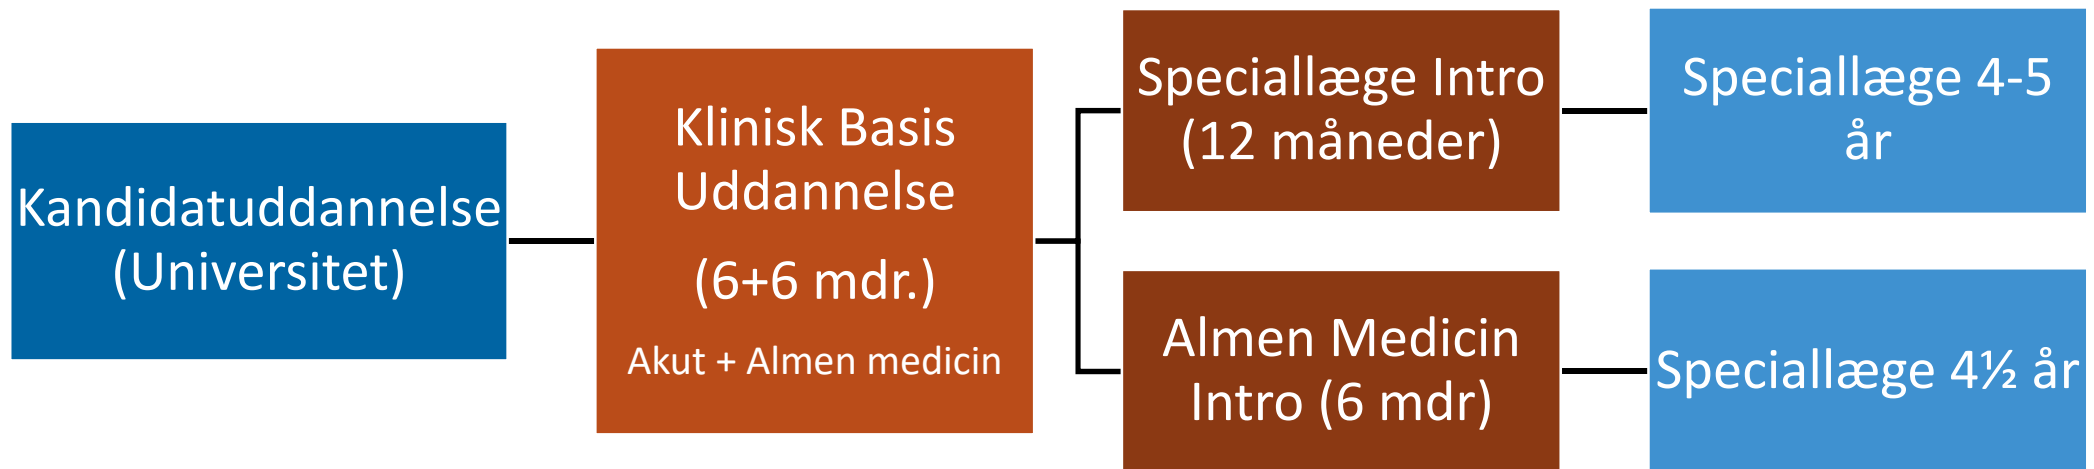 Kandidatuddannelse
(Universitet)
Klinisk Basis
Uddannelse
(6+6 mdr.)
Akut + Almen medicin
Speciallæge Intro
(12 måneder)
Speciallæge 4-5
år
Almen Medicin
Intro (6 mdr)
Speciallæge 4½ år